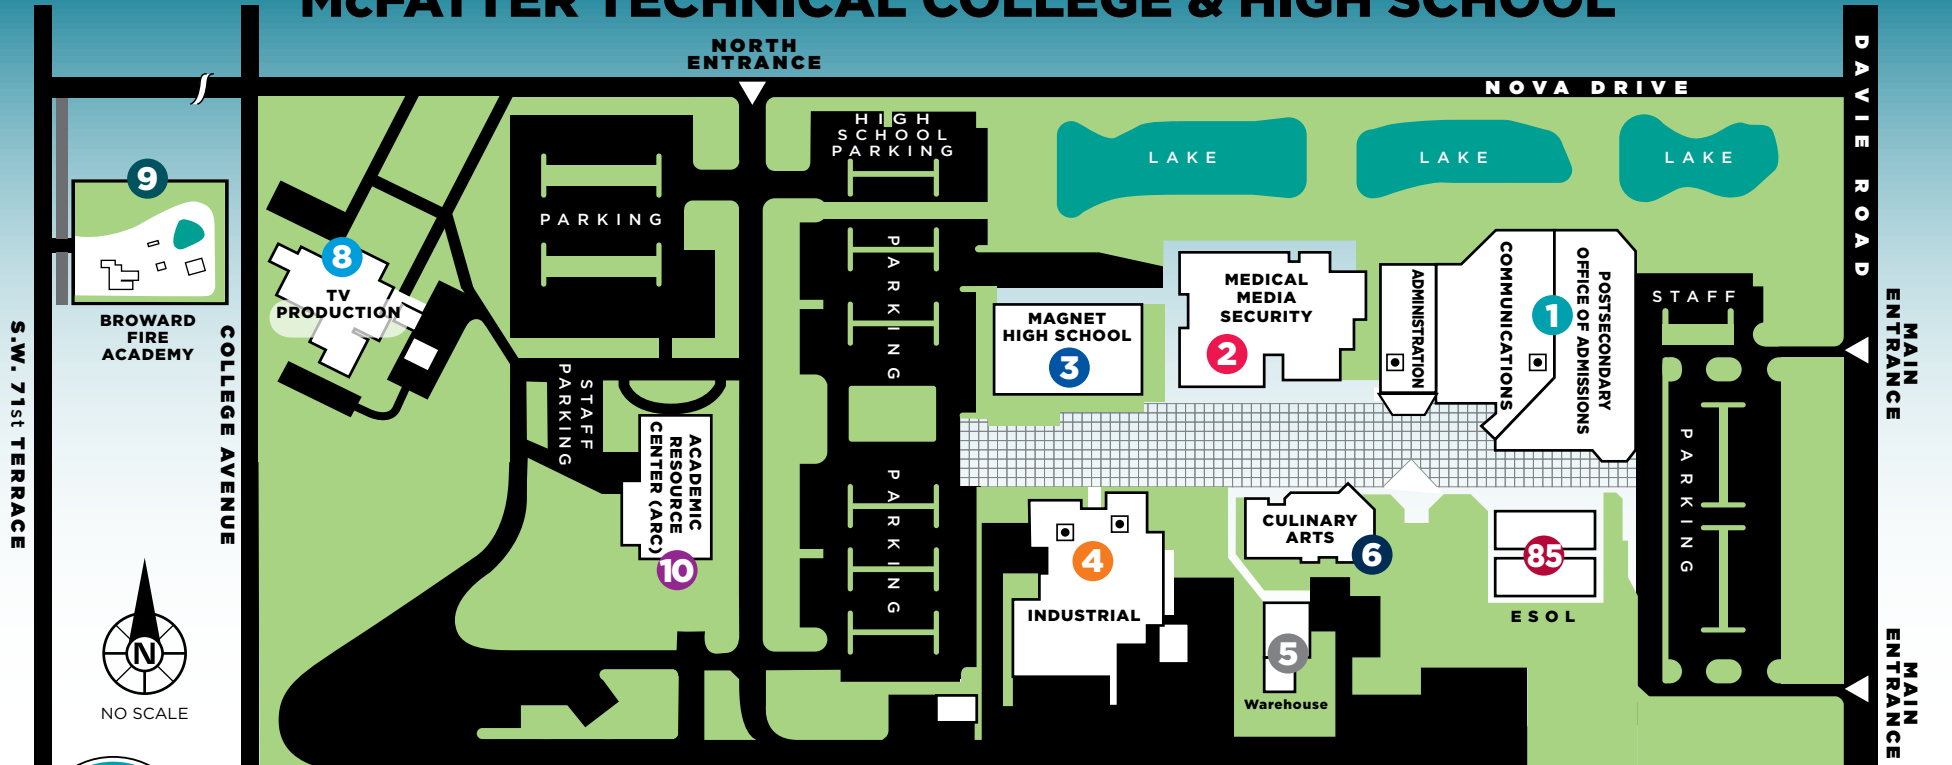 McFATTER TECHNICAL COLLEGE & HIGH SCHOOL
NORTH
ENTRANCE
NOVA DRIVE
DAVIE ROAD
HIGH
SCHOOL
PARKING
LAKE
LAKE
LAKE
9
BROWARD
FIRE
ACADEMY
S.W. 71st TERRACE
COLLEGE AVENUE
8
TV
PRODUCTION
PARKING
PARKING
MAGNET
HIGH SCHOOL
3
MEDICAL
MEDIA
SECURITY
2
ADMINISTRATION
COMMUNICATIONS
1
POSTSECONDARY
OFFICE OF ADMISSIONS
STAFF
MAIN
ENTRANCE
STAFF
PARKING
ACADEMIC
RESOURCE
CENTER (ARC)
10
PARKING
4
INDUSTRIAL
CULINARY
ARTS
6
85
ESOL
PARKING
5
Warehouse
MAIN
ENTRANCE
N
NO SCALE